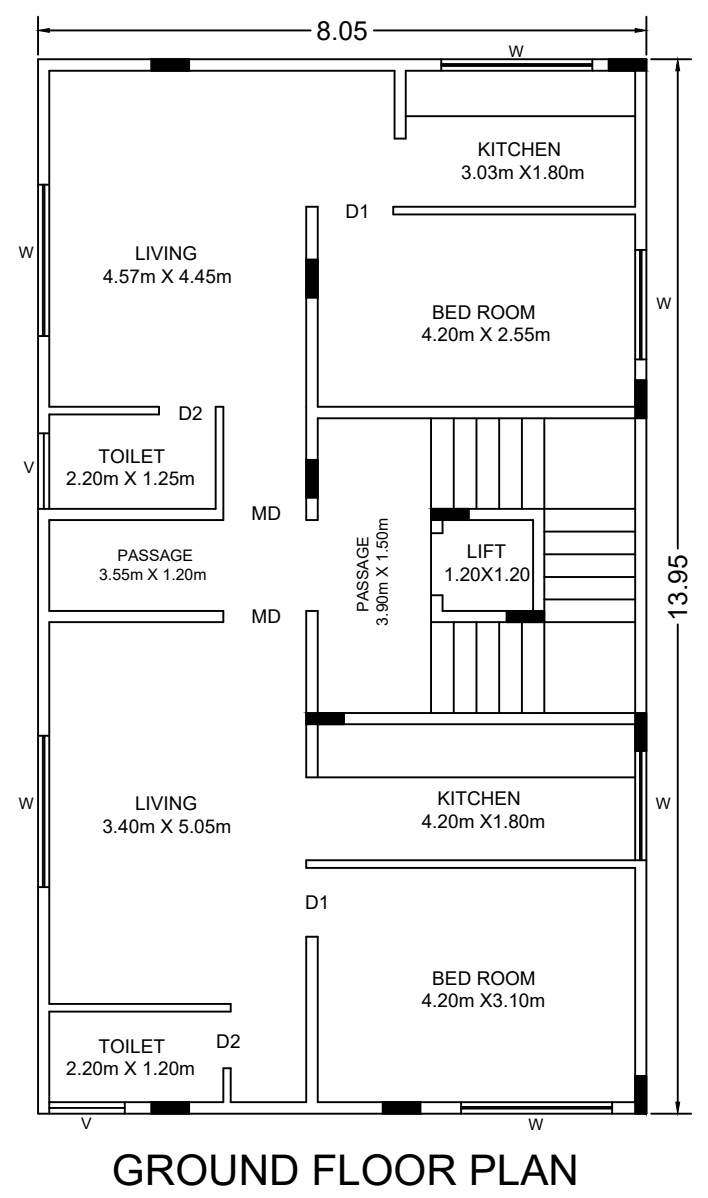 8.05
W
KITCHEN
3.03m X1.80m
D1
W
LIVING
4.57m X 4.45m
W
BED ROOM
4.20m X 2.55m
D2
V
TOILET
2.20m X 1.25m
MD
PASSAGE
3.55m X 1.20m
PASSAGE
3.90m X 1.50m
LIFT
1.20X1.20
13.95
MD
W
LIVING
3.40m X 5.05m
KITCHEN
4.20m X1.80m
W
D1
BED ROOM
4.20m X3.10m
TOILET
2.20m X 1.20m
D2
V
W
GROUND FLOOR PLAN